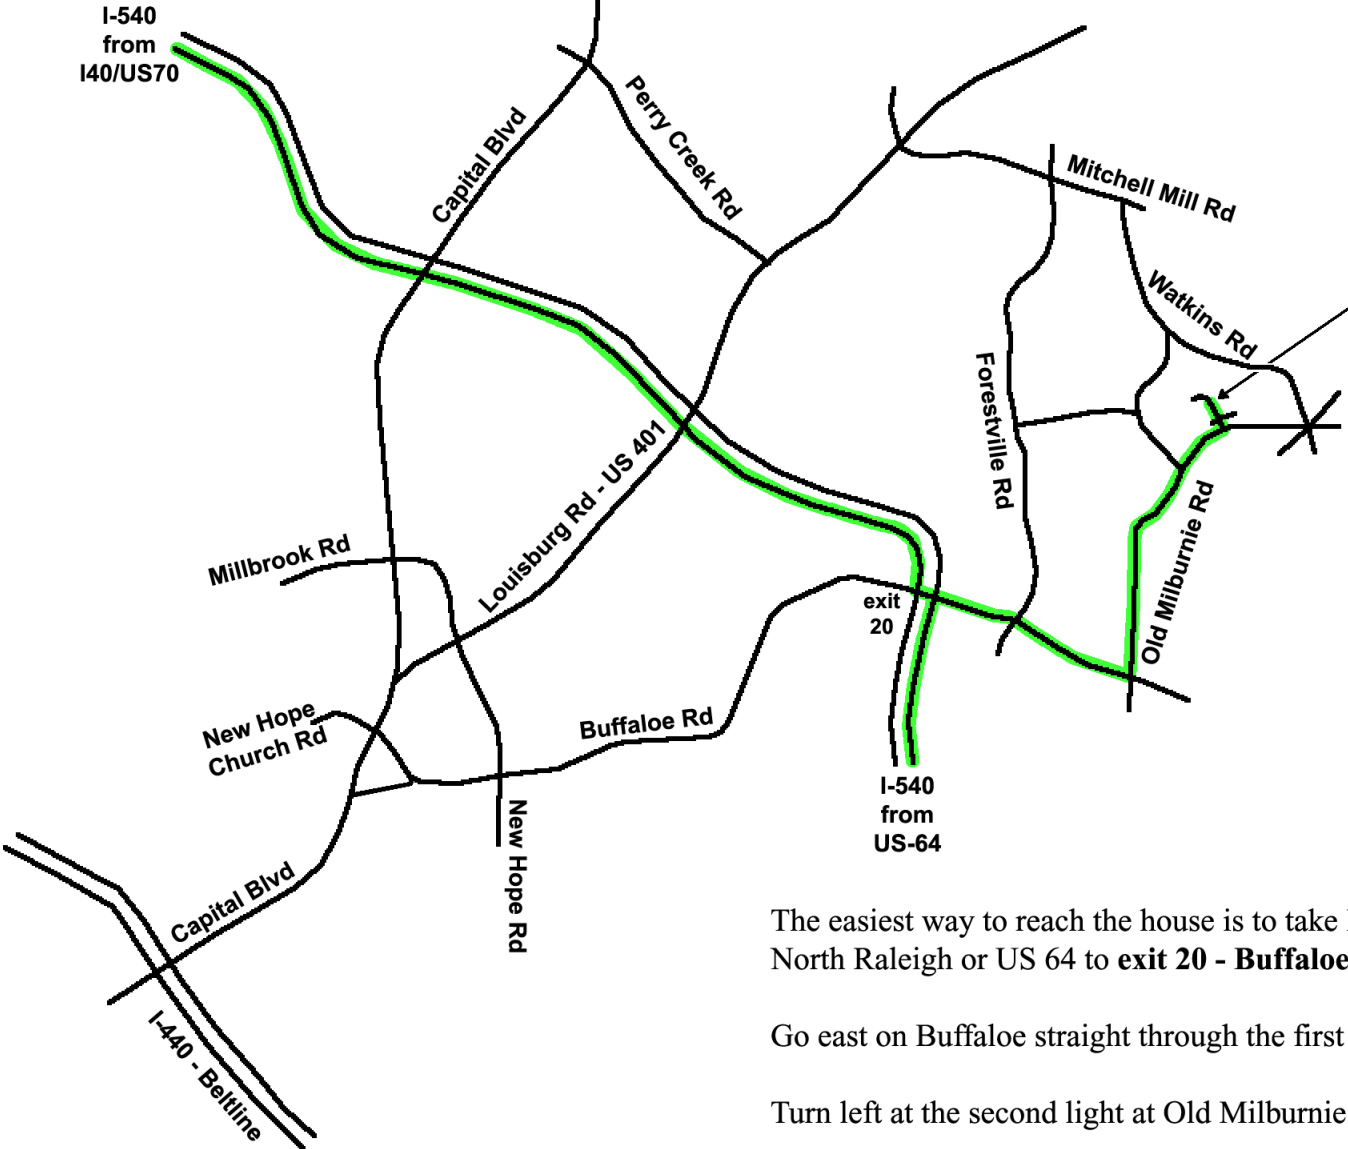 I-540
from
I40/US70
Capital Blvd
Perry Creek Rd
Mitchell Mill Rd
Watkins Rd
Forestville Rd
Louisburg Rd - US 401
Old Milburnie Rd
Millbrook Rd
exit
20
New Hope
Church Rd
Buffaloe Rd
I-540
from
US-64
New Hope Rd
Capital Blvd
I-440 - Beltline
The easiest way to reach the house is to take
North Raleigh or US 64 to exit 20 - Buffaloe
Go east on Buffaloe straight through the first
Turn left at the second light at Old Milburnie